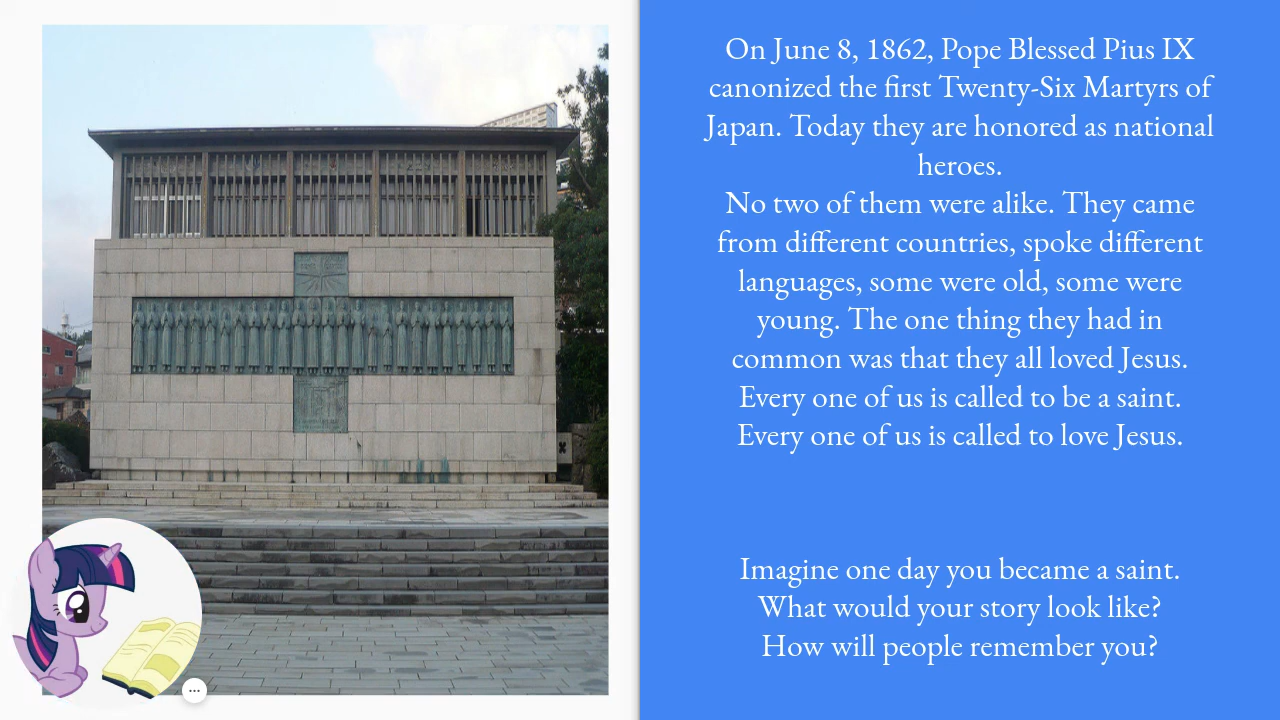 On June 8, 1862, Pope Blessed Pius IX
canonized the first Twenty-Six Martyrs of
Japan. Today they are honored as national
heroes.
No two of them were alike. They came
from different countries, spoke different
languages, some were old, some were
young. The one thing they had in
common was that they all loved Jesus.
Every one of us is called to be a saint.
Every one of us is called to love Jesus.
Imagine one day you became a saint.
What would your story look like?
How will people remember you?